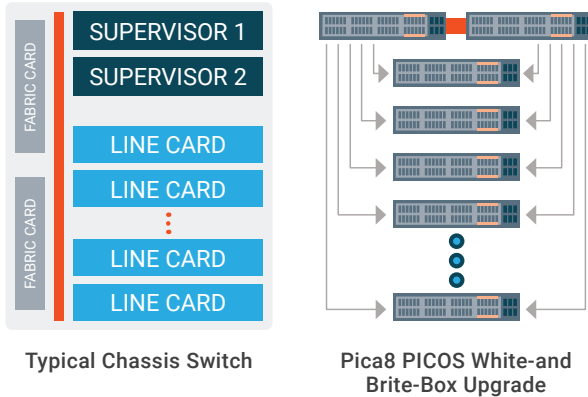 FABRIC CARD
FABRIC CARD
SUPERVISOR 1
SUPERVISOR 2
LINE CARD
LINE CARD
LINE CARD
LINE CARD
Typical Chassis Switch
Pica8 PICOS White-and
Brite-Box Upgrade